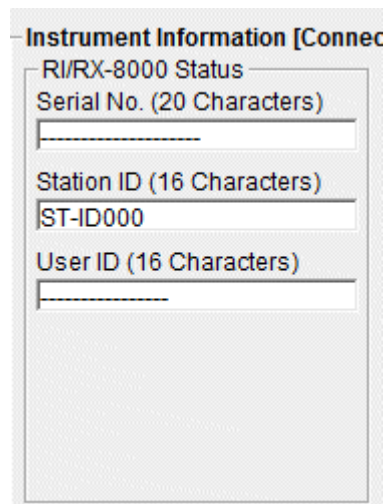 Instrument Information [Connec
RI/RX-8000 Status
Serial No. (20 Characters)
--------------------
Station ID (16 Characters)
ST-ID000
User ID (16 Characters)
----------------